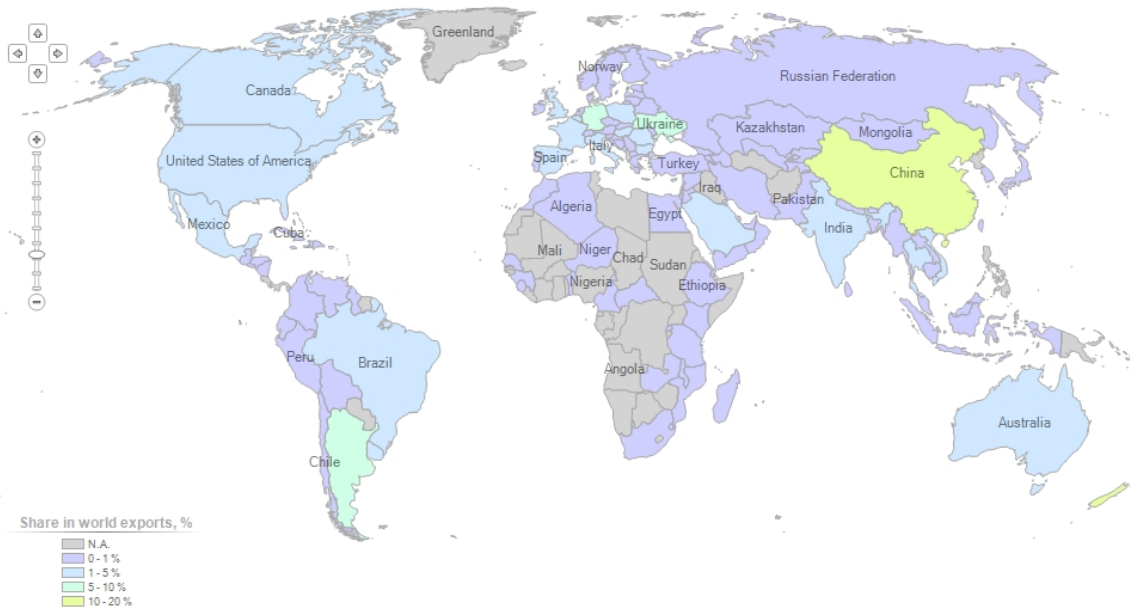 Greenland
Norway
Russian Federation
Canada
Ukraine
Kazakhstan
Mongolia
Italy
United States of America
Spain
Turkey
China
Iraq
Pakistan
Algeria
Egypt
Mexico
Cuba
India
Mali
Niger
Chad
Sudan
Nigeria
Ethiopia
Peru
Brazil
Angola
Australia
Chile
Share in world exports, %
N.A.
0 - 1 %
1 - 5 %
5 - 10 %
10 - 20 %